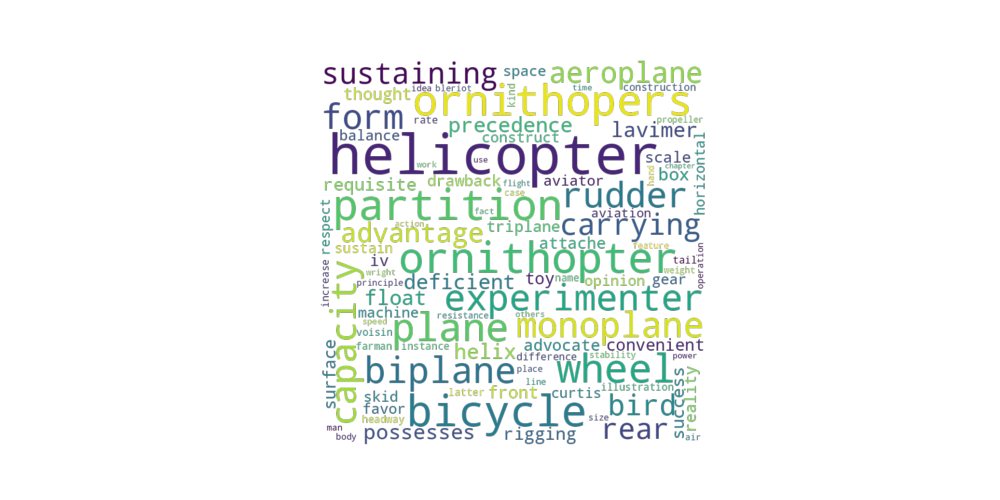 sustaining space aeroplane
idea bleriot time construction
thought kind
ornithopers
form rate precedence propeller
lavimer
balance construct horizontal
helicopter
use scale
work chapter
requisite drawback flight aviator hand box
case
partition rudder
fact aviation
respect action triplane carrying
advantage
sustain attache feature
iv ornithopter tail operation
wright weight
increase principle deficient toy name opinion gear
capacity float experimenter
machine resistance others
speed plane monoplane
voisin
farman instance helix advocate convenient
difference stability power
surface biplane place wheel
line illustration success reality
skid latter front curtis
favor bicycle bird
headway size
man possesses rigging rear air
body